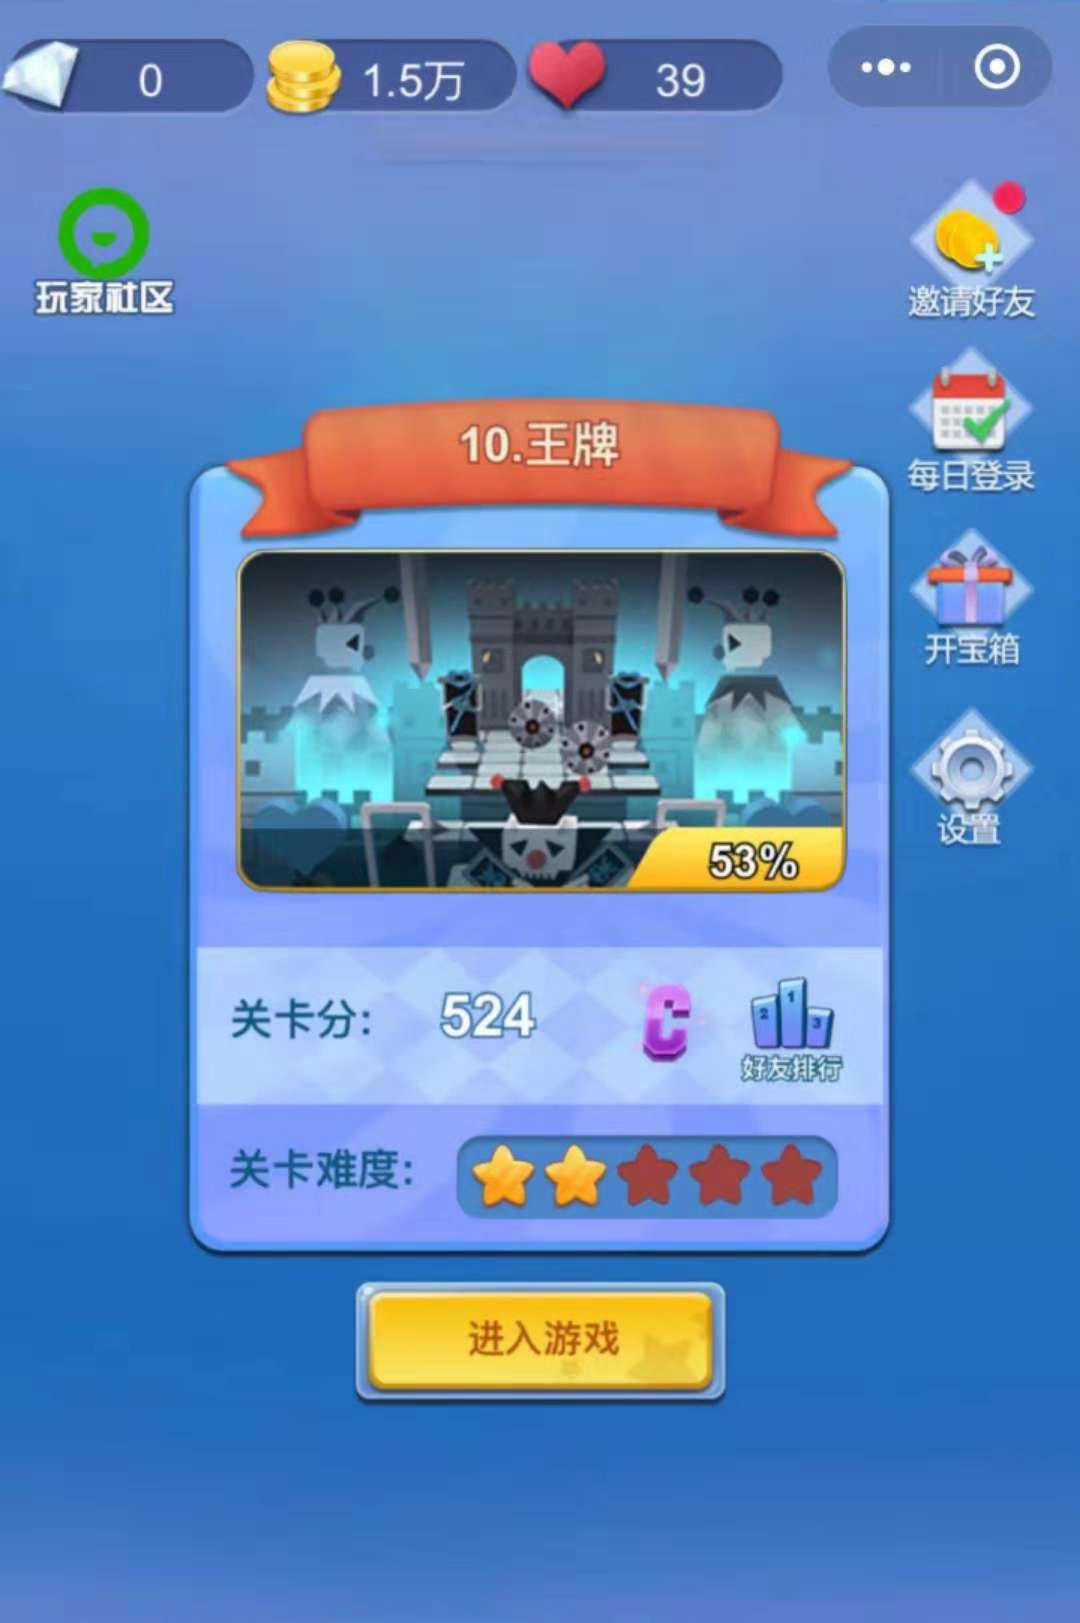 0
1.5万
39
玩家社区
邀请好友
每日登录
开宝箱
设置
10.王牌
53%
关卡分:
524
C
2
1
3
好友排行
关卡难度:
进入游戏